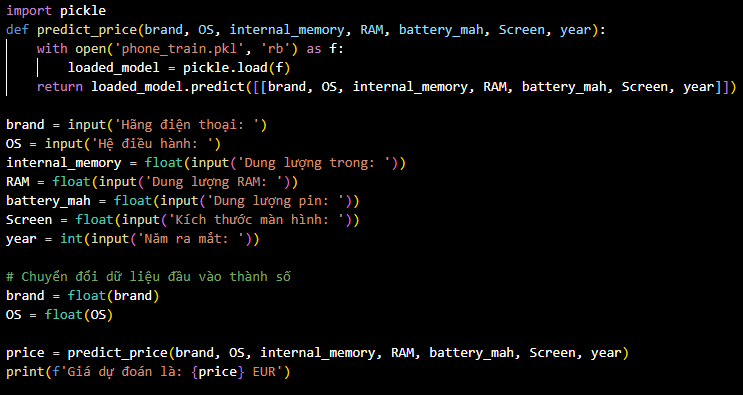 import pickle
def predict_price(brand, OS, internal_memory, RAM, battery_mah, Screen, year):
    with open('phone_train.pkl', 'rb') as f:
        loaded_model = pickle.load(f)
    return loaded_model.predict([[brand, OS, internal_memory, RAM, battery_mah, Screen, year]])

brand = input('Hãng điện thoại: ')
OS = input('Hệ điều hành: ')
internal_memory = float(input('Dung lượng trong: '))
RAM = float(input('Dung lượng RAM: '))
battery_mah = float(input('Dung lượng pin: '))
Screen = float(input('Kích thước màn hình: '))
year = int(input('Năm ra mắt: '))

# Chuyển đổi dữ liệu đầu vào thành số
brand = float(brand)
OS = float(OS)

price = predict_price(brand, OS, internal_memory, RAM, battery_mah, Screen, year)
print(f'Giá dự đoán là: {price} EUR')